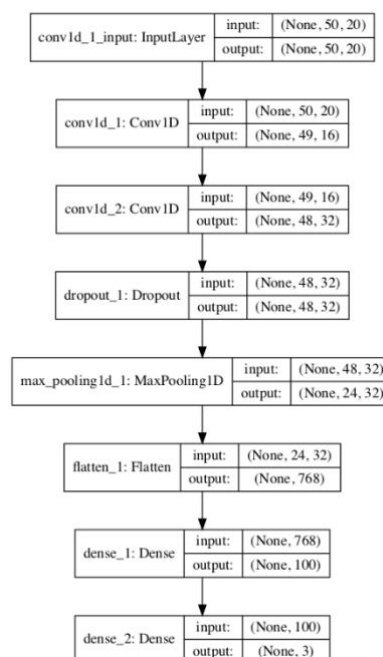 conv1d_1_input: InputLayer
input: (None, 50, 20)
output: (None, 50, 20)
conv1d_1: Conv1D
input: (None, 50, 20)
output: (None, 49, 16)
conv1d_2: Conv1D
input: (None, 49, 16)
output: (None, 48, 32)
dropout_1: Dropout
input: (None, 48, 32)
output: (None, 48, 32)
max_pooling1d_1: MaxPooling1D
input: (None, 48, 32)
output: (None, 24, 32)
flatten_1: Flatten
input: (None, 24, 32)
output: (None, 768)
dense_1: Dense
input: (None, 768)
output: (None, 100)
dense_2: Dense
input: (None, 100)
output: (None, 3)